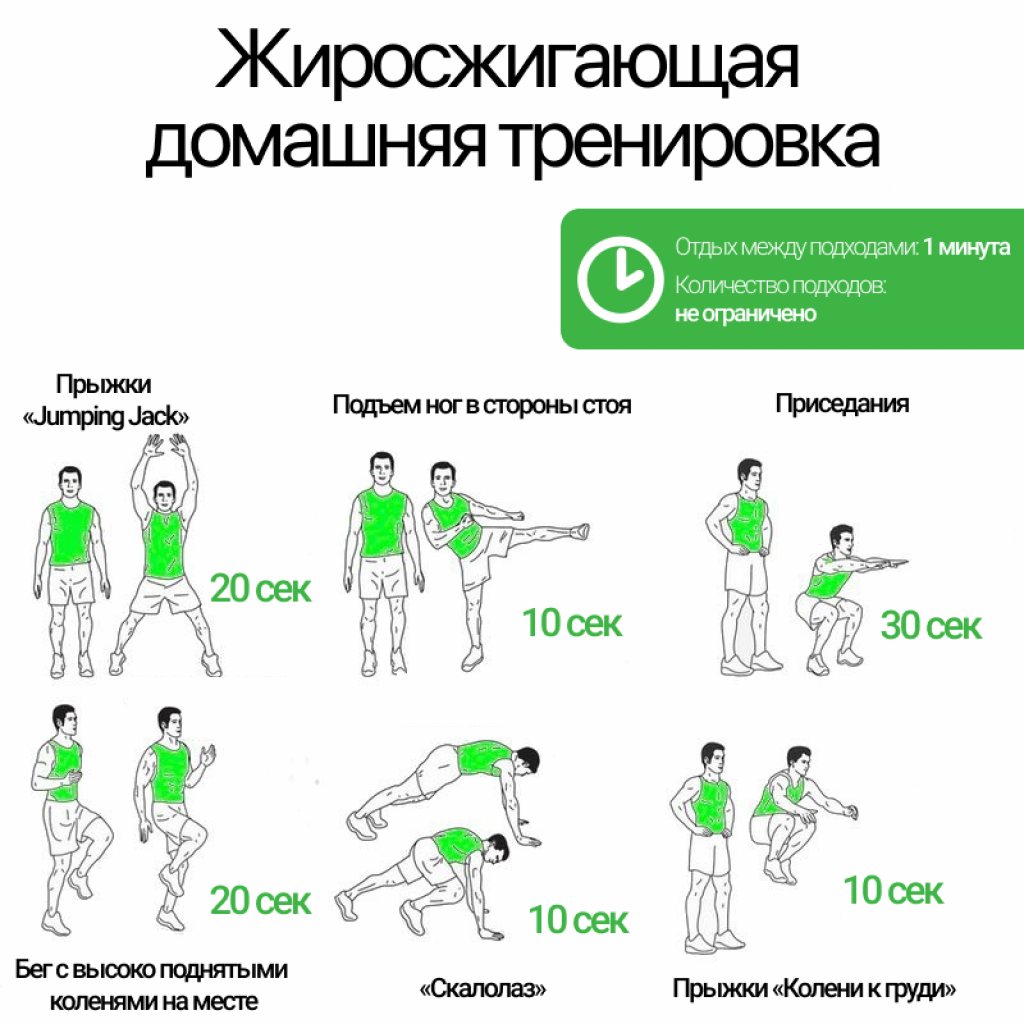 Жиросжигающая
домашняя тренировка
Отдых между подходами: 1 минута
Количество подходов:
не ограничено
Прыжки
«Jumping Jack»
20 сек
Подъем ног в стороны стоя
10 сек
Приседания
30 сек
20 сек
Бег с высоко поднятыми
коленями на месте
10 сек
«Скалолаз»
10 сек
Прыжки «Колени к груди»